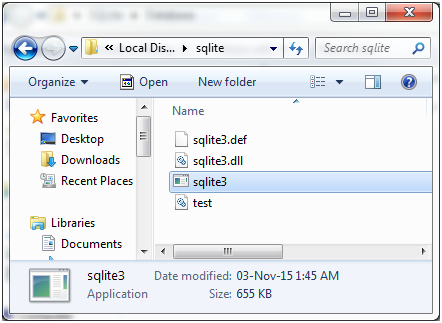 « Local Dis... ▸ sqlite
Search sqlite
Organize ▾ Open New folder
Favorites
Desktop
Downloads
Recent Places
Libraries
Documents
Name
sqlite3.def
sqlite3.dll
sqlite3
test
sqlite3 Date modified: 03-Nov-15 1:45 AM
Application Size: 655 KB